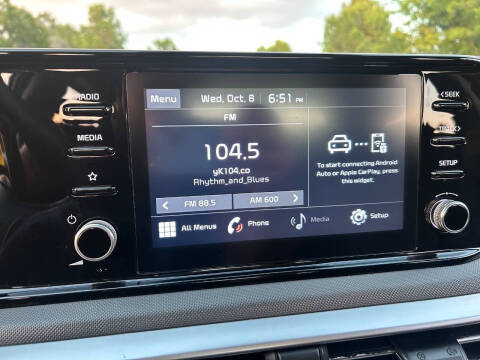 RADIO
MEDIA
Menu
Wed, Oct. 8 6:51 PM
FM
104.5
yK104.co
Rhythm_and_Blues
FM 88.5
AM 600
To start connecting Android
Auto or Apple CarPlay, press
this widget.
All Menus
Phone
Media
Setup
SEEK
SETUP